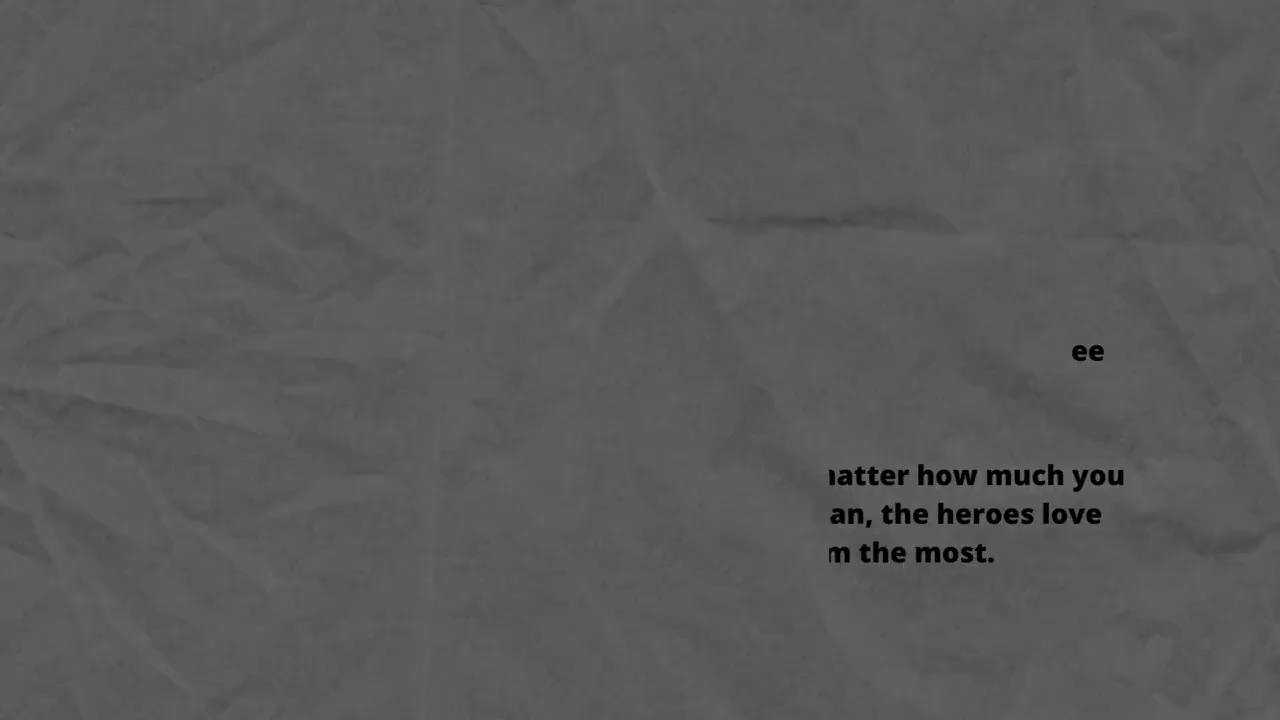 ee
atter how much you
an, the heroes love
m the most.